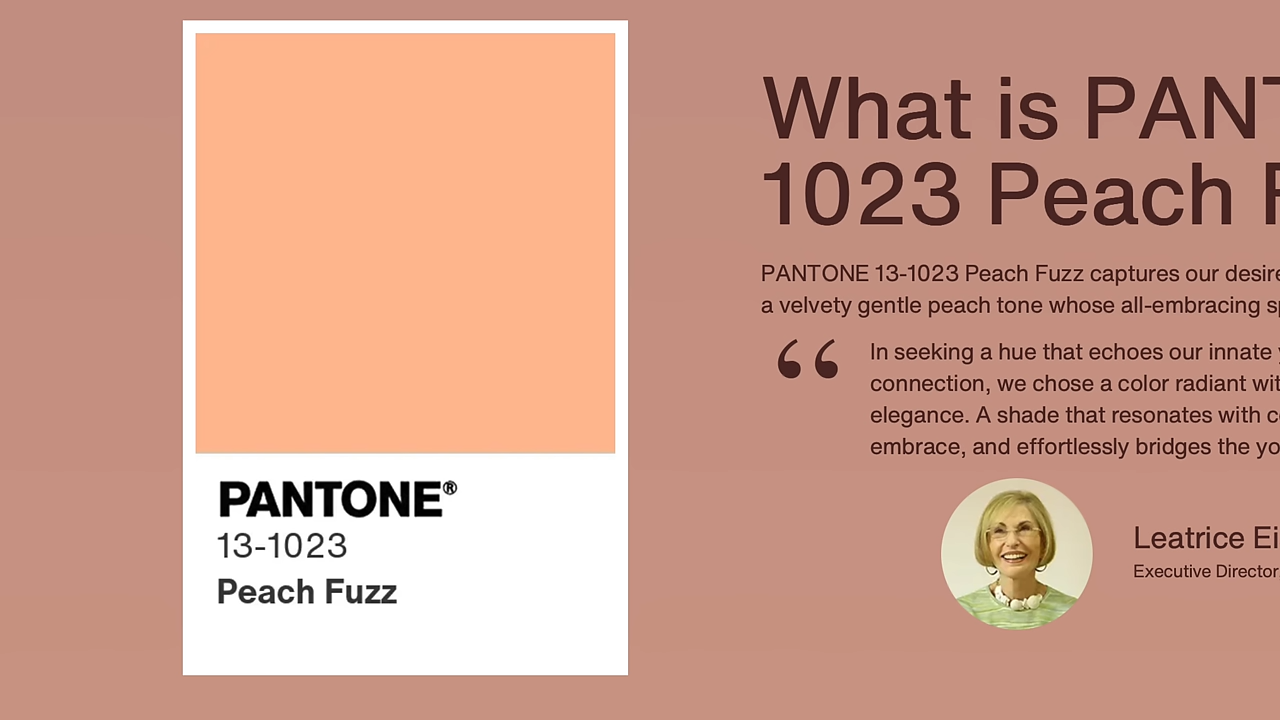 PANTONE®
13-1023
Peach Fuzz
What is PANT
1023 Peach F
PANTONE 13-1023 Peach Fuzz captures our desire
a velvety gentle peach tone whose all-embracing sp
“ In seeking a hue that echoes our innate y
connection, we chose a color radiant wit
elegance. A shade that resonates with co
embrace, and effortlessly bridges the yo
Leatrice Ei
Executive Director